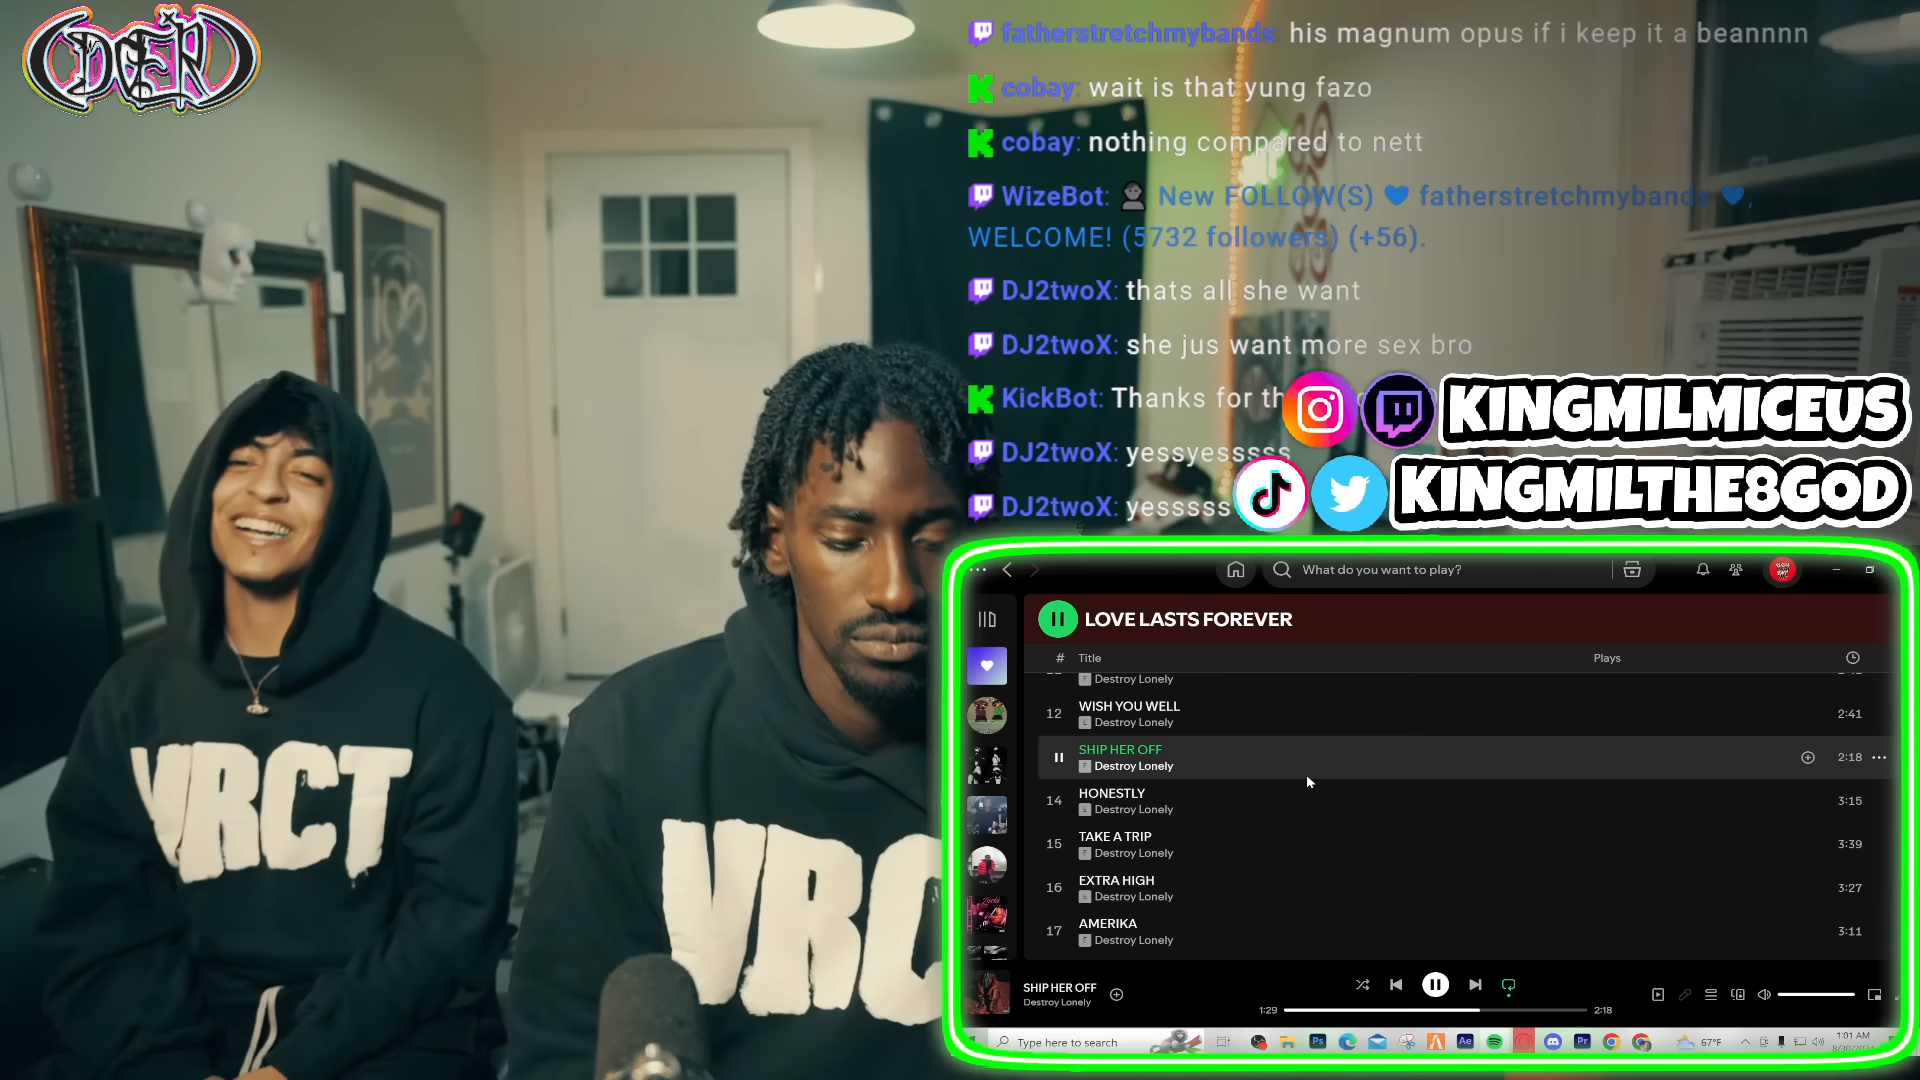 fatherstretchmybands: his magnum opus if i keep it a beannnn
cobay: wait is that yung fazo
cobay: nothing compared to nett
WizeBot: New FOLLOW(S) fatherstretchmybands ,
WELCOME! (5732 followers) (+56).
DJ2twoX: thats all she want
DJ2twoX: she jus want more sex bro
KickBot: Thanks for th
KINGMILMICEUS
DJ2twoX: yessyesssss
DJ2twoX: yesssss
KINGMILTHE8GOD
VRCT
VRC
What do you want to play?
LOVE LASTS FOREVER
# Title Plays
E Destroy Lonely
12 WISH YOU WELL 2:41
E Destroy Lonely
SHIP HER OFF 2:18
E Destroy Lonely
14 HONESTLY 3:15
E Destroy Lonely
15 TAKE A TRIP 3:39
E Destroy Lonely
16 EXTRA HIGH 3:27
E Destroy Lonely
17 AMERIKA 3:11
E Destroy Lonely
SHIP HER OFF
Destroy Lonely
1:29 2:18
Type here to search
Ps
Ae
Pr
67°F
1:01 AM